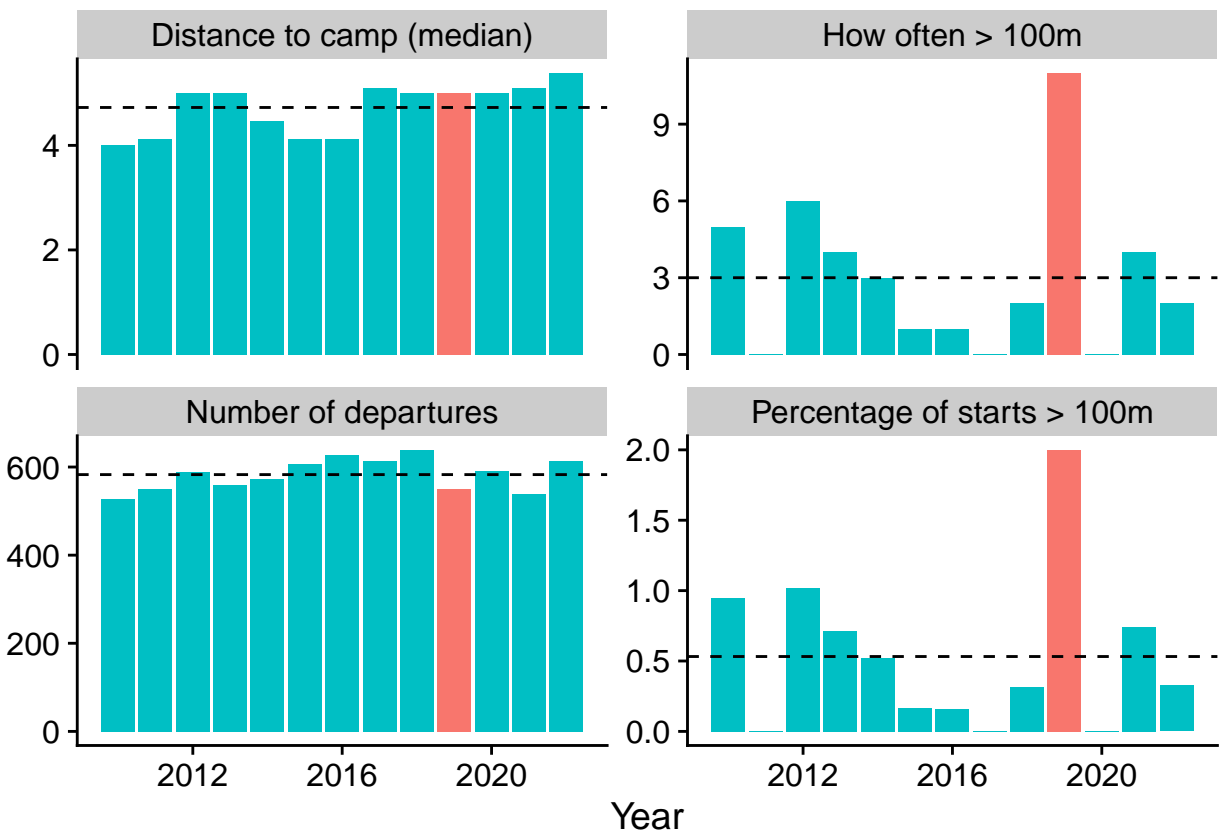 Distance to camp (median)
How often > 100m
4
2
0
9
6
3
0
Number of departures
Percentage of starts > 100m
600
400
200
0
2.0
1.5
1.0
0.5
0.0
2012 2016 2020
2012 2016 2020
Year